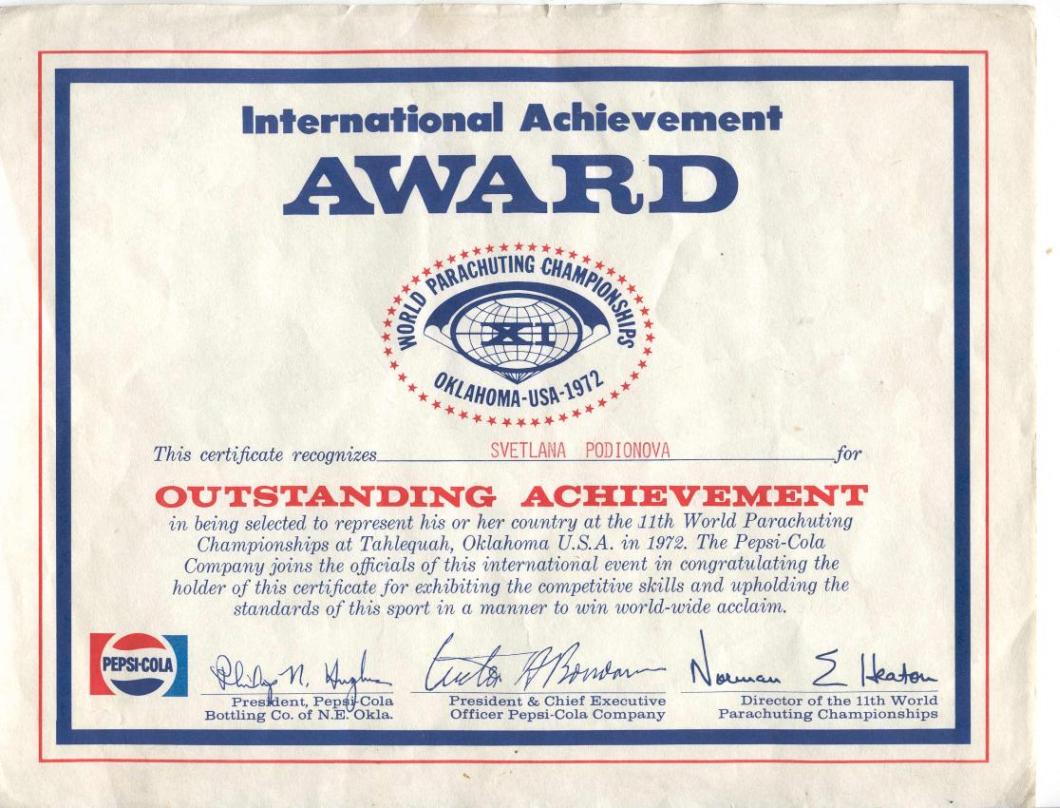 International Achievement
AWARD
WORLD PARACHUTING CHAMPIONSHIPS
XI
OKLAHOMA-USA-1972
This certificate recognizes SVETLANA PODIONOVA for
OUTSTANDING ACHIEVEMENT
in being selected to represent his or her country at the 11th World Parachuting
Championships at Tahlequah, Oklahoma U.S.A. in 1972. The Pepsi-Cola
Company joins the officials of this international event in congratulating the
holder of this certificate for exhibiting the competitive skills and upholding the
standards of this sport in a manner to win world-wide acclaim.
PEPSI-COLA
Philip N. Hughes
President, Pepsi-Cola
Bottling Co. of N.E. Okla.
President & Chief Executive
Officer Pepsi-Cola Company
Norman E Heaton
Director of the 11th World
Parachuting Championships